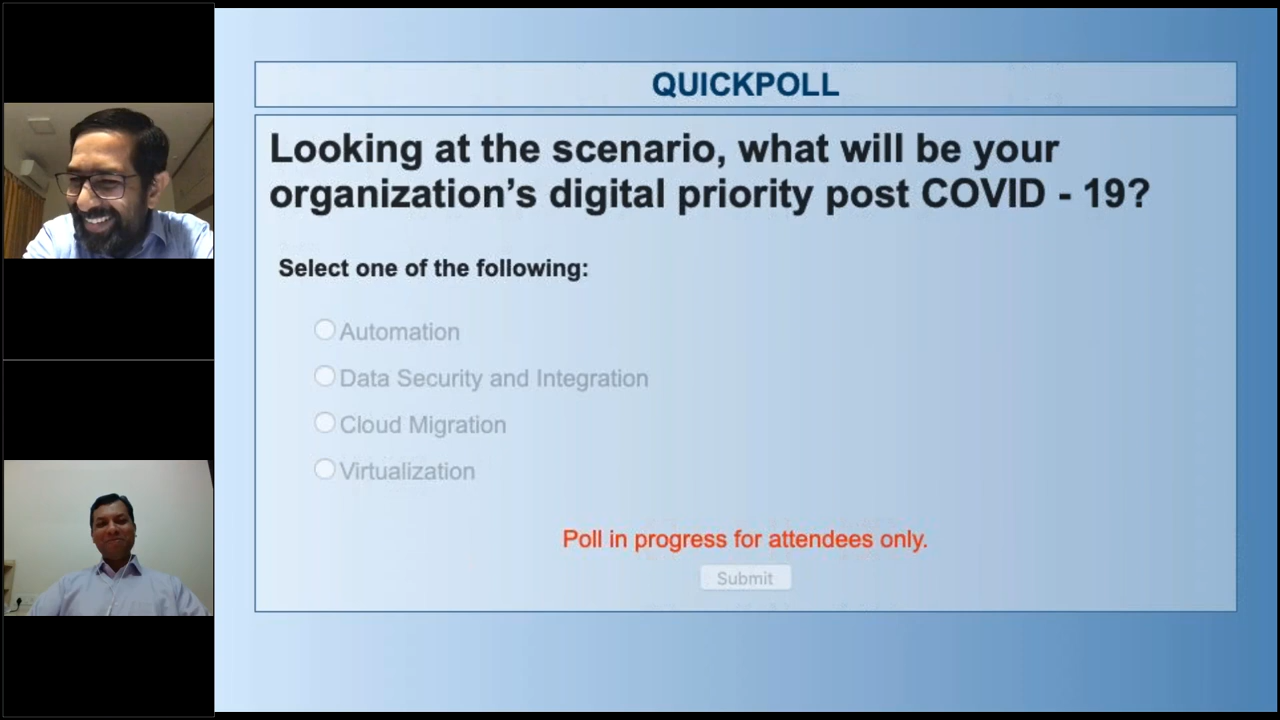 QUICKPOLL
Looking at the scenario, what will be your
organization’s digital priority post COVID - 19?
Select one of the following:
Automation
Data Security and Integration
Cloud Migration
Virtualization
Poll in progress for attendees only.
Submit